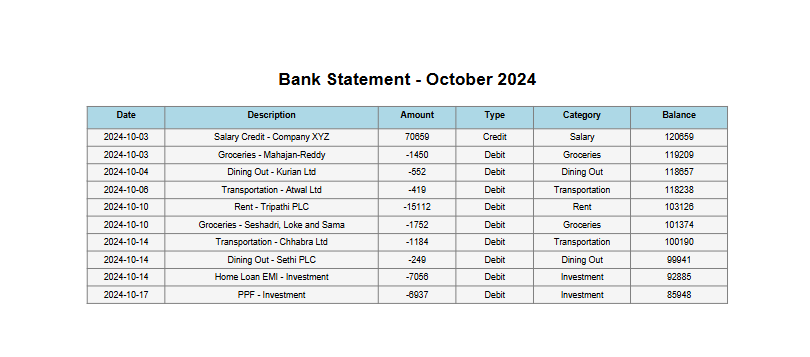 Bank Statement - October 2024
Date Description Amount Type Category Balance
2024-10-03 Salary Credit - Company XYZ 70659 Credit Salary 120659
2024-10-03 Groceries - Mahajan-Reddy -1450 Debit Groceries 119209
2024-10-04 Dining Out - Kurian Ltd -552 Debit Dining Out 118657
2024-10-06 Transportation - Atwal Ltd -419 Debit Transportation 118238
2024-10-10 Rent - Tripathi PLC -15112 Debit Rent 103126
2024-10-10 Groceries - Seshadri, Loke and Sama -1752 Debit Groceries 101374
2024-10-14 Transportation - Chhabra Ltd -1184 Debit Transportation 100190
2024-10-14 Dining Out - Sethi PLC -249 Debit Dining Out 99941
2024-10-14 Home Loan EMI - Investment -7056 Debit Investment 92885
2024-10-17 PPF - Investment -6937 Debit Investment 85948